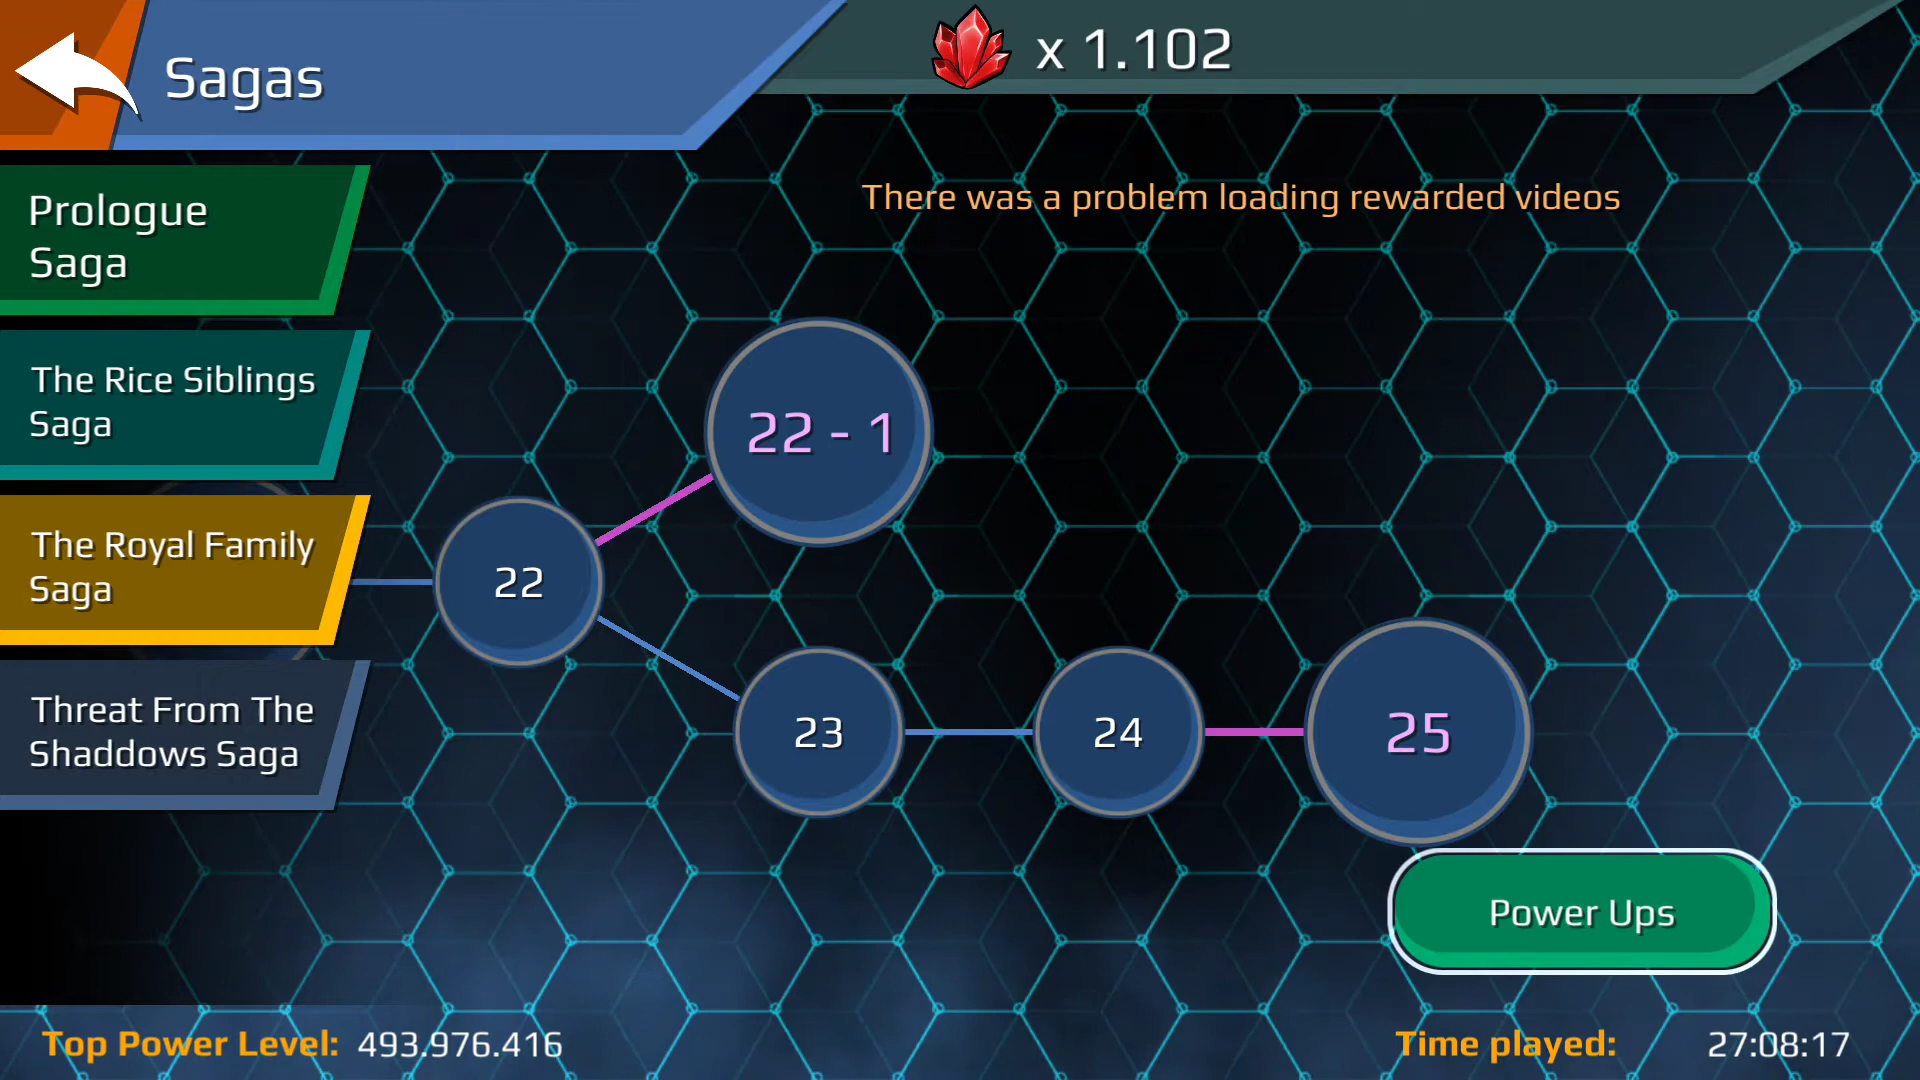 Sagas
x 1.102
There was a problem loading rewarded videos
Prologue
Saga
The Rice Siblings
Saga
The Royal Family
Saga
Threat From The
Shaddows Saga
22 - 1
22
23
24
25
Power Ups
Top Power Level: 493.976.416
Time played: 27:08:17